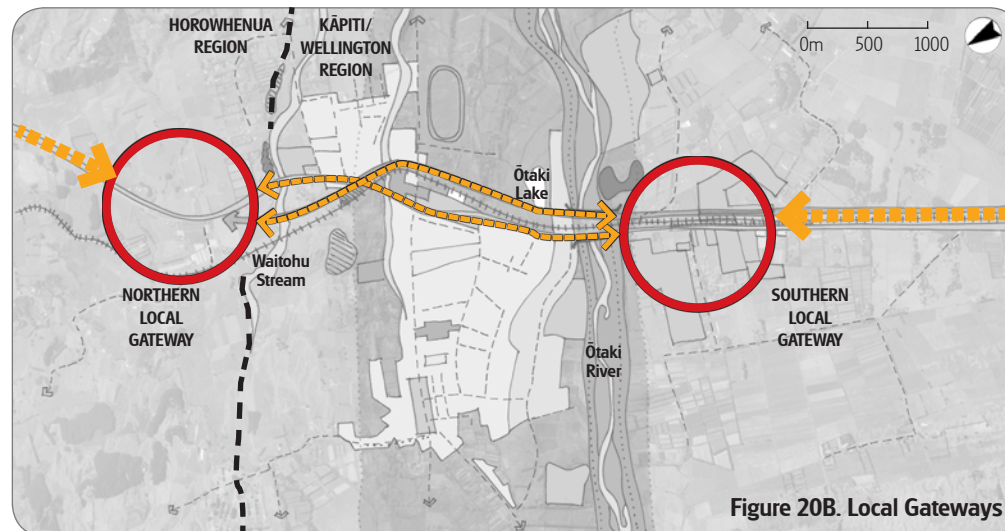 HOROWHENUA
REGION
KĀPITI/
WELLINGTON
REGION
0m 500 1000
Ōtaki
Lake
Waitohu
Stream
NORTHERN
LOCAL
GATEWAY
SOUTHERN
LOCAL
GATEWAY
Ōtaki
River
Figure 20B. Local Gateways